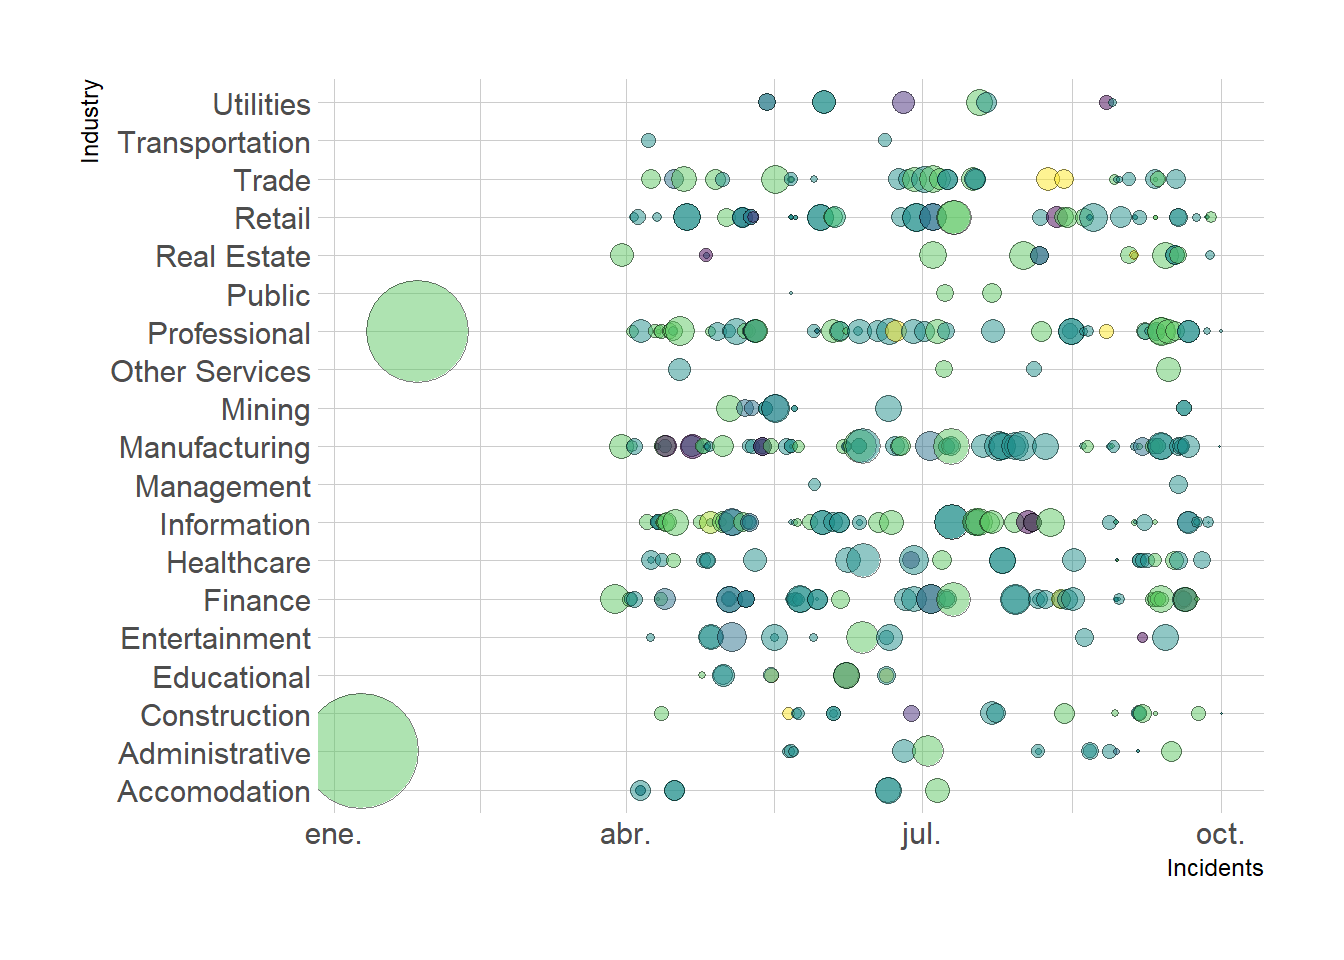 Industry
Utilities
Transportation
Trade
Retail
Real Estate
Public
Professional
Other Services
Mining
Manufacturing
Management
Information
Healthcare
Finance
Entertainment
Educational
Construction
Administrative
Accomodation
ene. abr. jul. oct.
Incidents